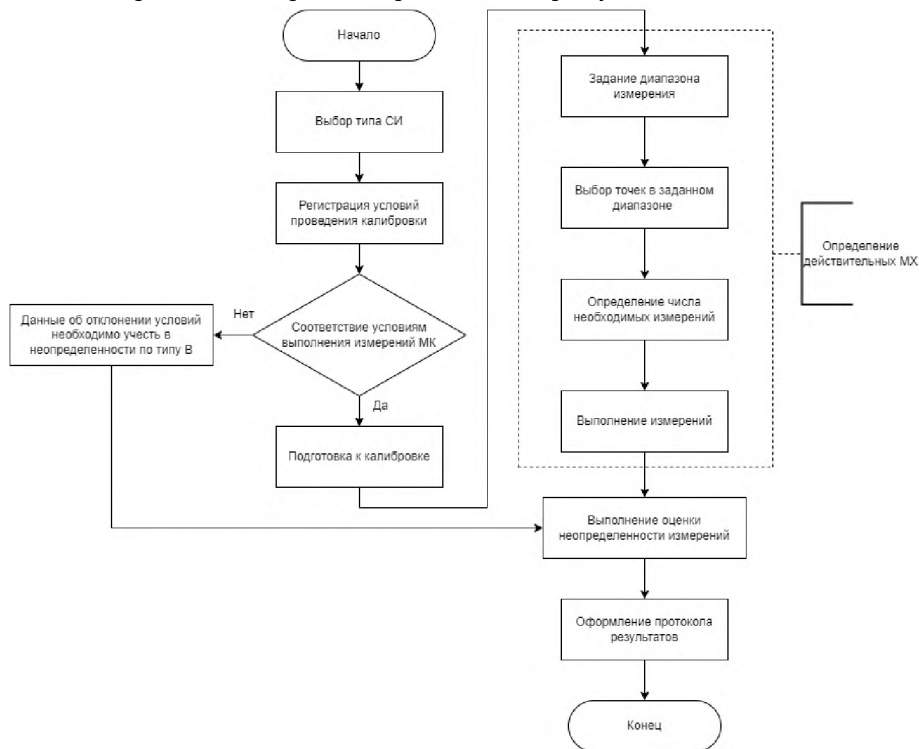 Начало
Выбор типа СИ
Регистрация условий
проведения калибровки
Соответствие условиям
выполнения измерений МК
Нет
Данные об отклонении условий
необходимо учесть в
неопределенности по типу В
Да
Подготовка к калибровке
Задание диапазона
измерения
Выбор точек в заданном
диапазоне
Определение числа
необходимых измерений
Выполнение измерений
Определение
действительных МХ
Выполнение оценки
неопределенности измерений
Оформление протокола
результатов
Конец